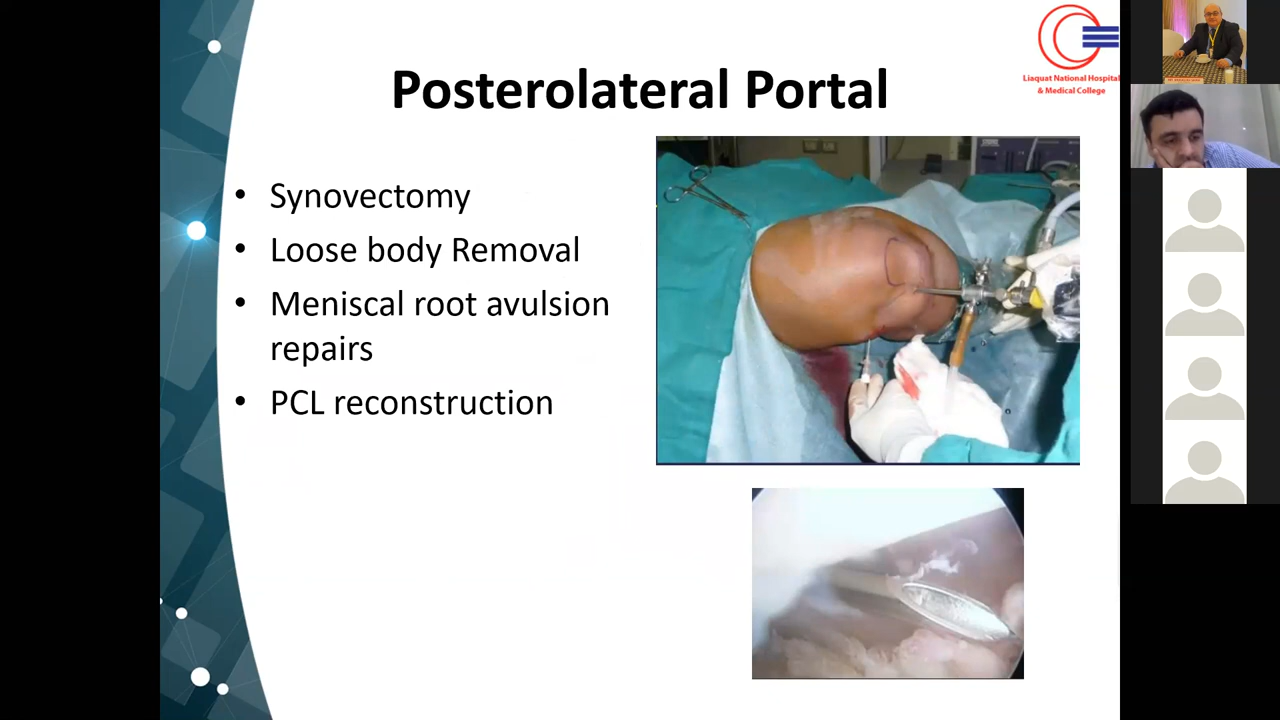 Posterolateral Portal
Liaquat National Hospital
& Medical College
• Synovectomy
• Loose body Removal
• Meniscal root avulsion
repairs
• PCL reconstruction